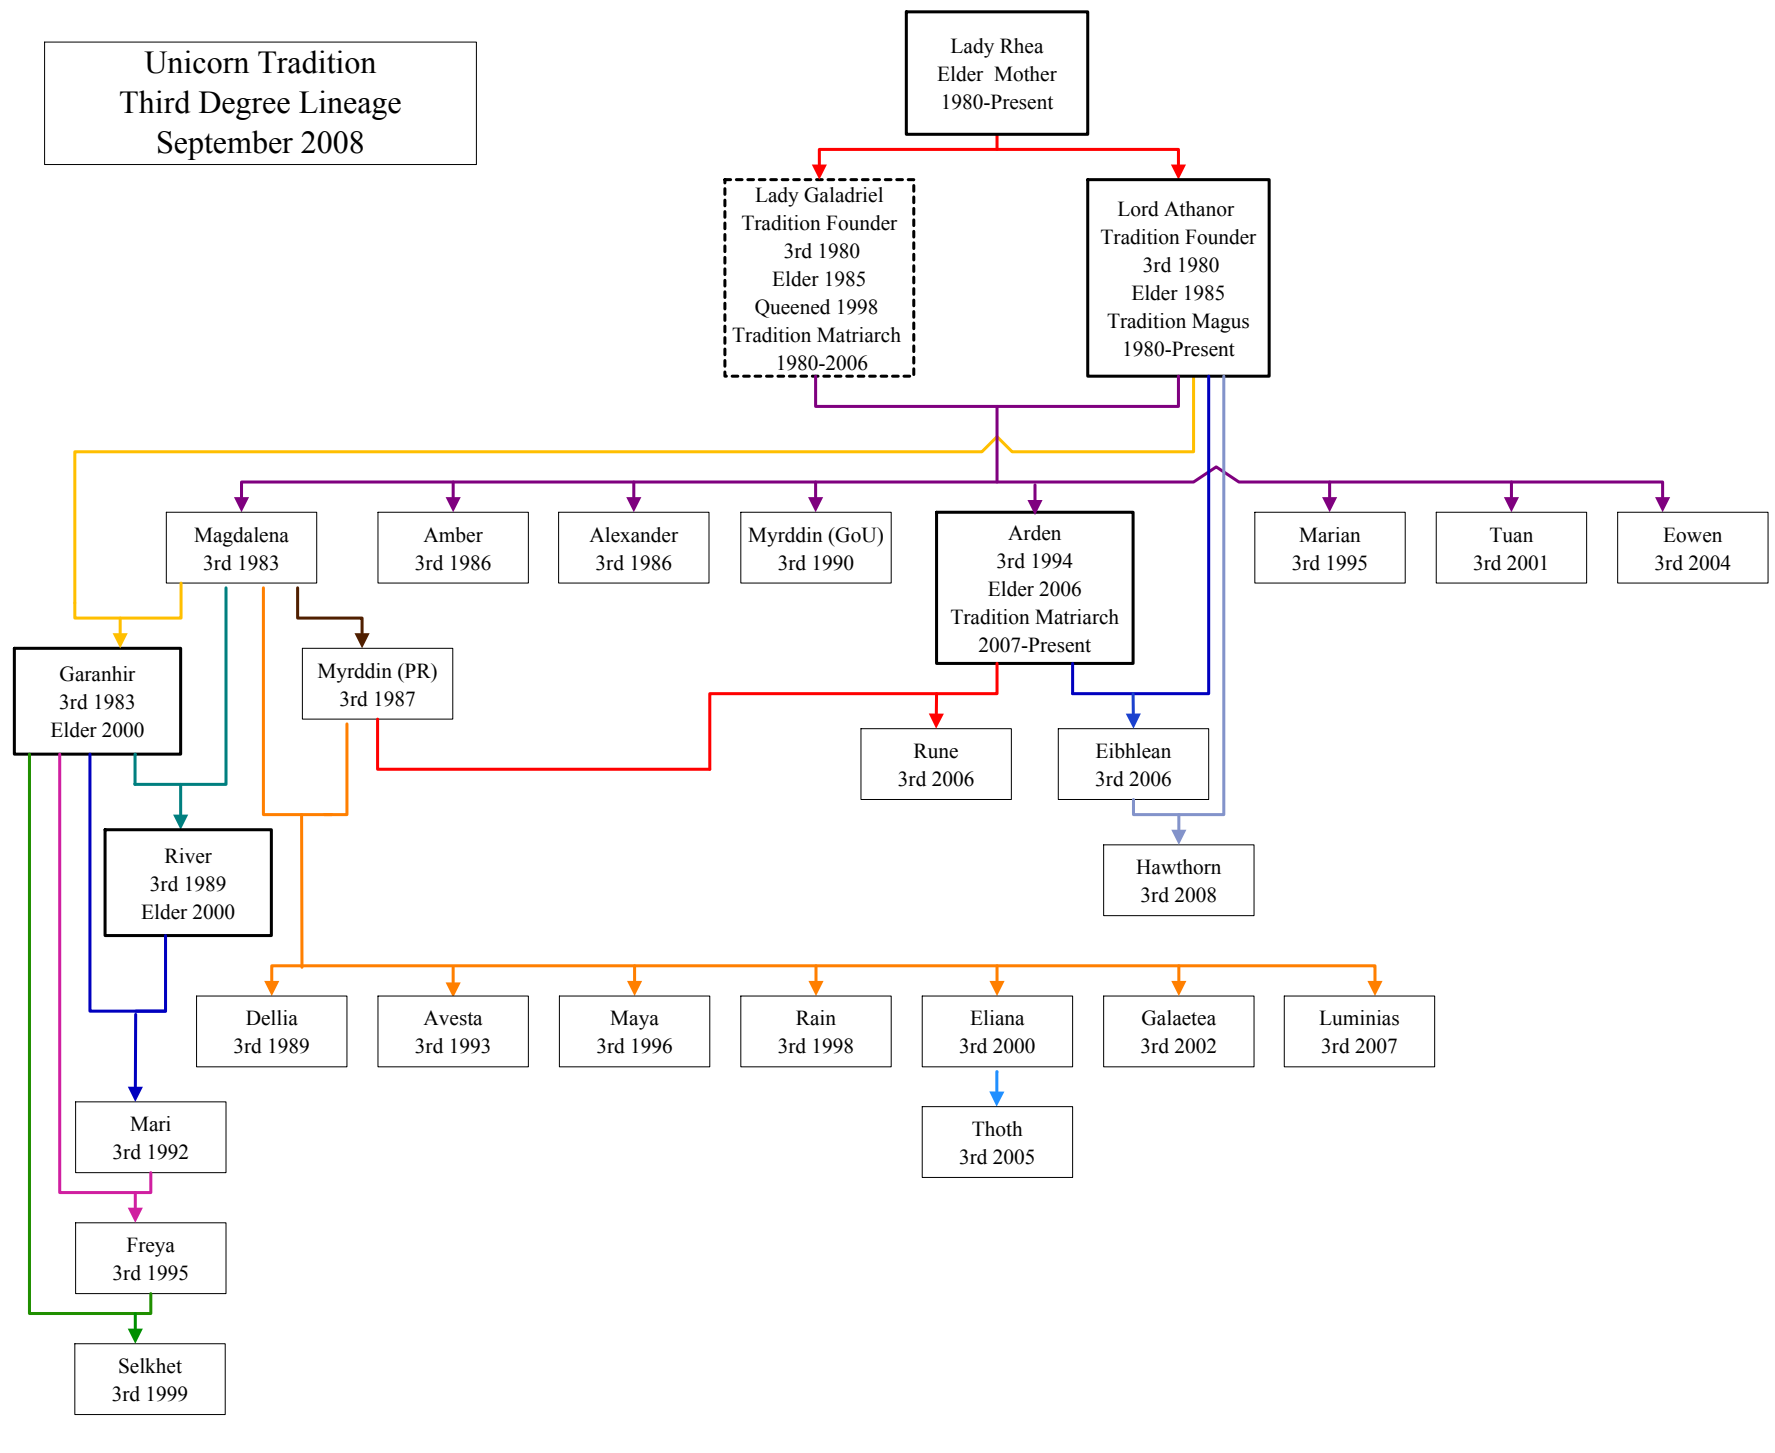 Unicorn Tradition
Third Degree Lineage
September 2008
Lady Rhea
Elder Mother
1980-Present
Lady Galadriel
Tradition Founder
3rd 1980
Elder 1985
Queened 1998
Tradition Matriarch
1980-2006
Lord Athanor
Tradition Founder
3rd 1980
Elder 1985
Tradition Magus
1980-Present
Magdalena
3rd 1983
Amber
3rd 1986
Alexander
3rd 1986
Myrddin (GoU)
3rd 1990
Arden
3rd 1994
Elder 2006
Tradition Matriarch
2007-Present
Marian
3rd 1995
Tuan
3rd 2001
Eowen
3rd 2004
Garanhir
3rd 1983
Elder 2000
Myrddin (PR)
3rd 1987
Rune
3rd 2006
Eibhlean
3rd 2006
River
3rd 1989
Elder 2000
Hawthorn
3rd 2008
Dellia
3rd 1989
Avesta
3rd 1993
Maya
3rd 1996
Rain
3rd 1998
Eliana
3rd 2000
Galaetea
3rd 2002
Luminias
3rd 2007
Mari
3rd 1992
Thoth
3rd 2005
Freya
3rd 1995
Selkhet
3rd 1999